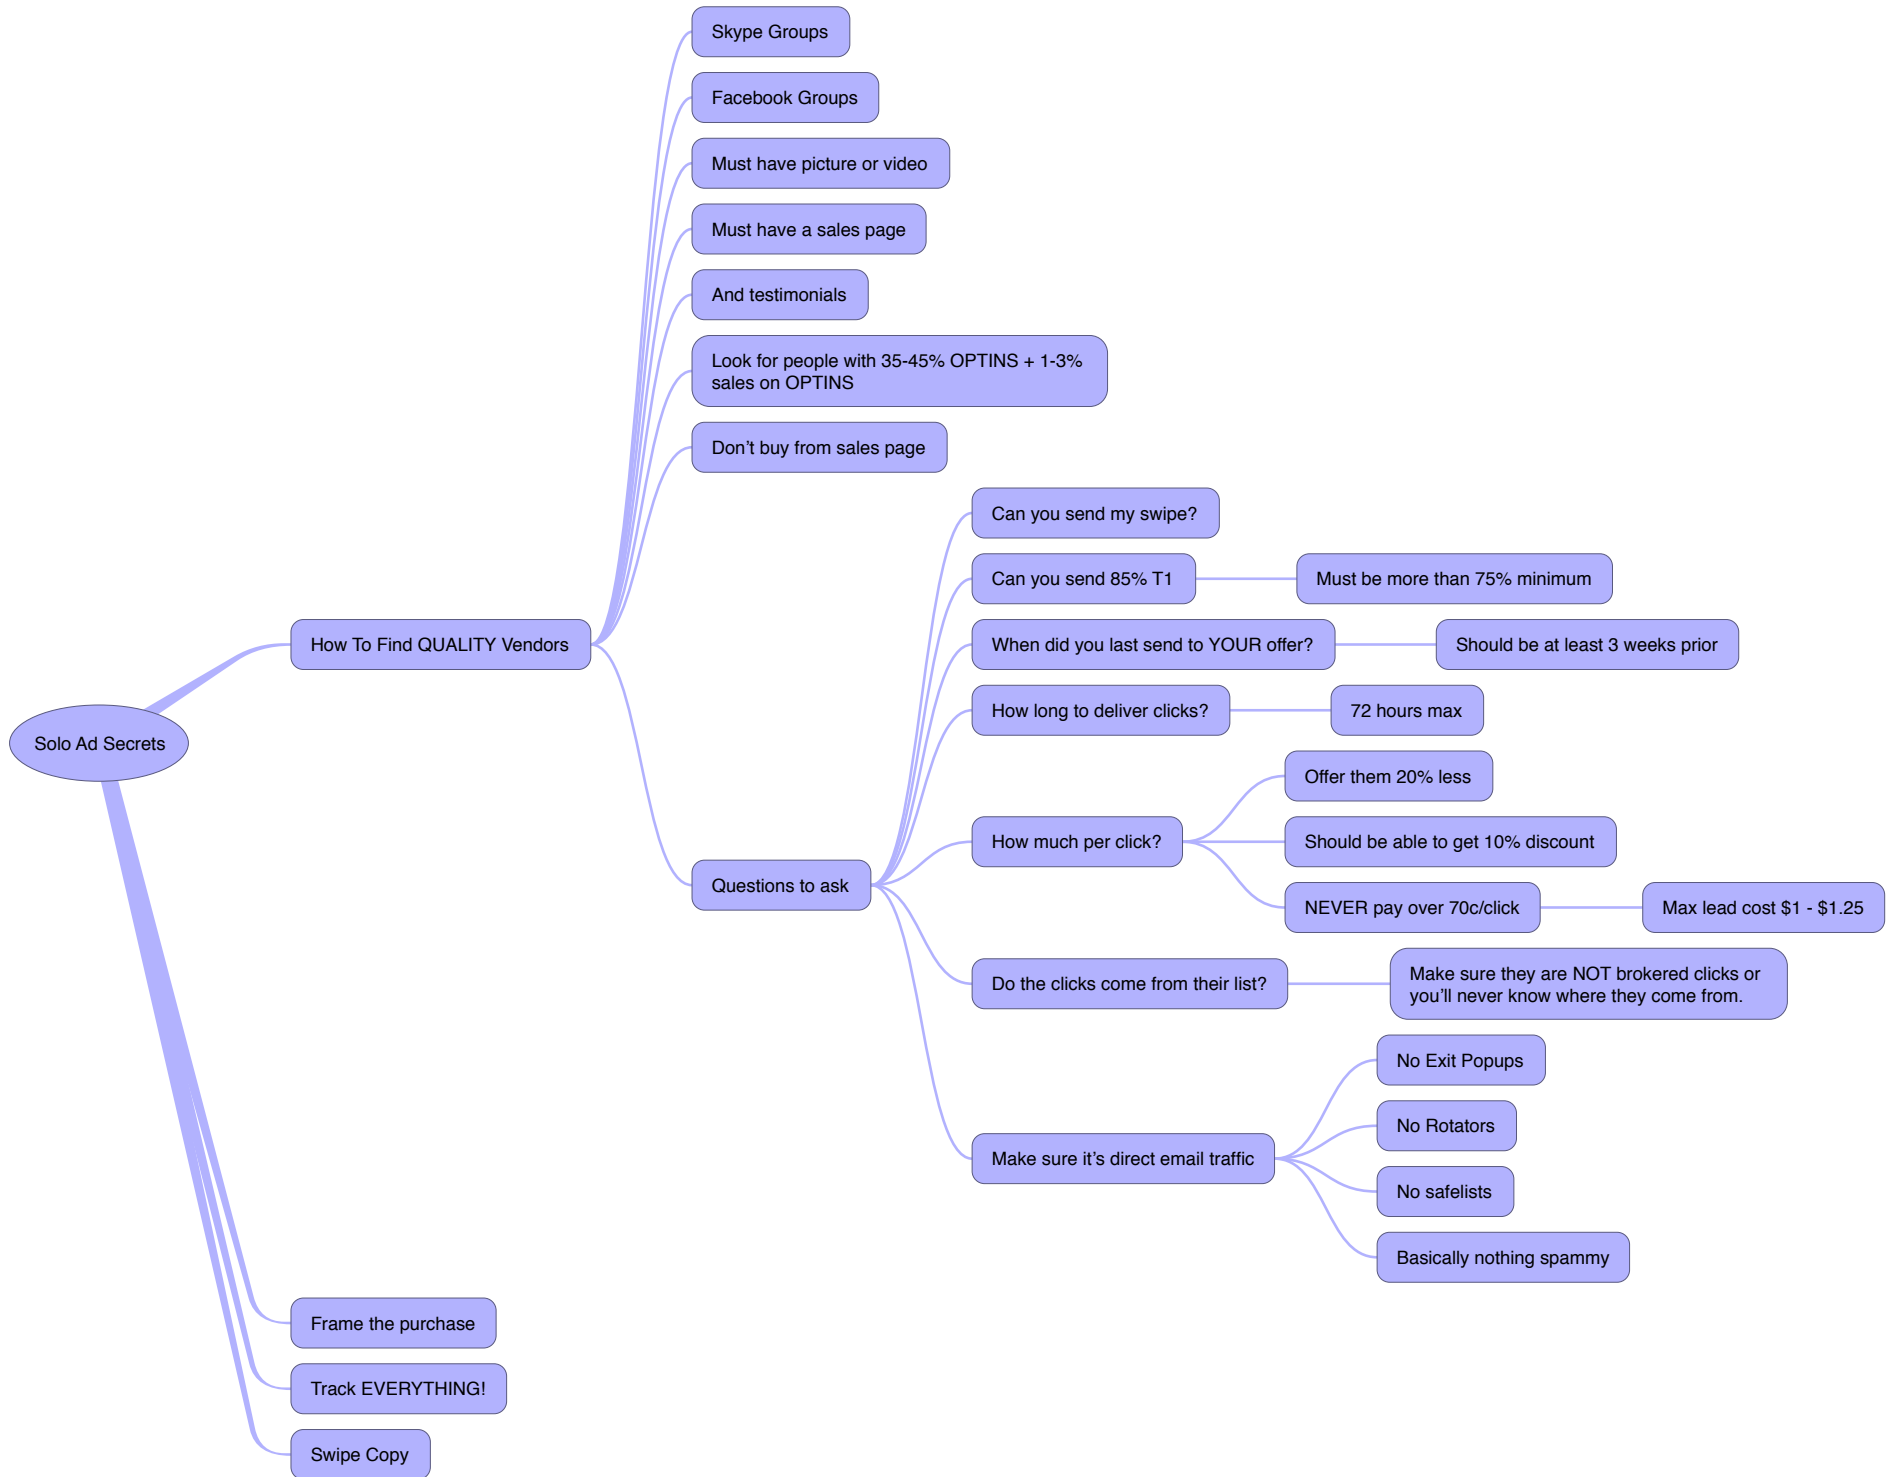 Skype Groups
Facebook Groups
Must have picture or video
Must have a sales page
And testimonials
Look for people with 35-45% OPTINS + 1-3%
sales on OPTINS
Don’t buy from sales page
Can you send my swipe?
Can you send 85% T1
Must be more than 75% minimum
How To Find QUALITY Vendors
When did you last send to YOUR offer?
Should be at least 3 weeks prior
How long to deliver clicks?
72 hours max
Solo Ad Secrets
Offer them 20% less
How much per click?
Should be able to get 10% discount
Questions to ask
NEVER pay over 70c/click
Max lead cost $1 - $1.25
Do the clicks come from their list?
Make sure they are NOT brokered clicks or
you’ll never know where they come from.
No Exit Popups
No Rotators
Make sure it’s direct email traffic
No safelists
Basically nothing spammy
Frame the purchase
Track EVERYTHING!
Swipe Copy